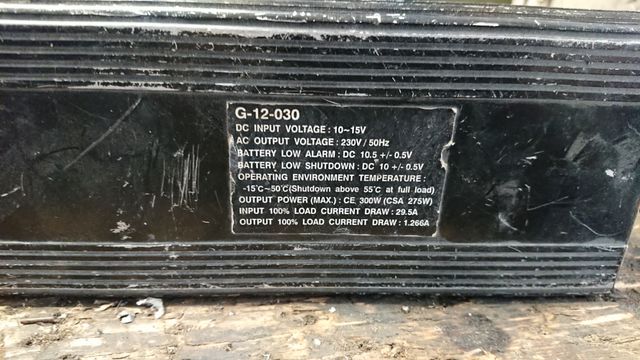 G-12-030
DC INPUT VOLTAGE : 10~15V
AC OUTPUT VOLTAGE : 230V / 50Hz
BATTERY LOW ALARM : DC 10.5 +/- 0.5V
BATTERY LOW SHUTDOWN : DC 10 +/- 0.5V
OPERATING ENVIRONMENT TEMPERATURE :
-15°C~50°C(Shutdown above 55°C at full load)
OUTPUT POWER (MAX.) : CE 300W (CSA 275W)
INPUT 100% LOAD CURRENT DRAW : 29.5A
OUTPUT 100% LOAD CURRENT DRAW : 1.266A